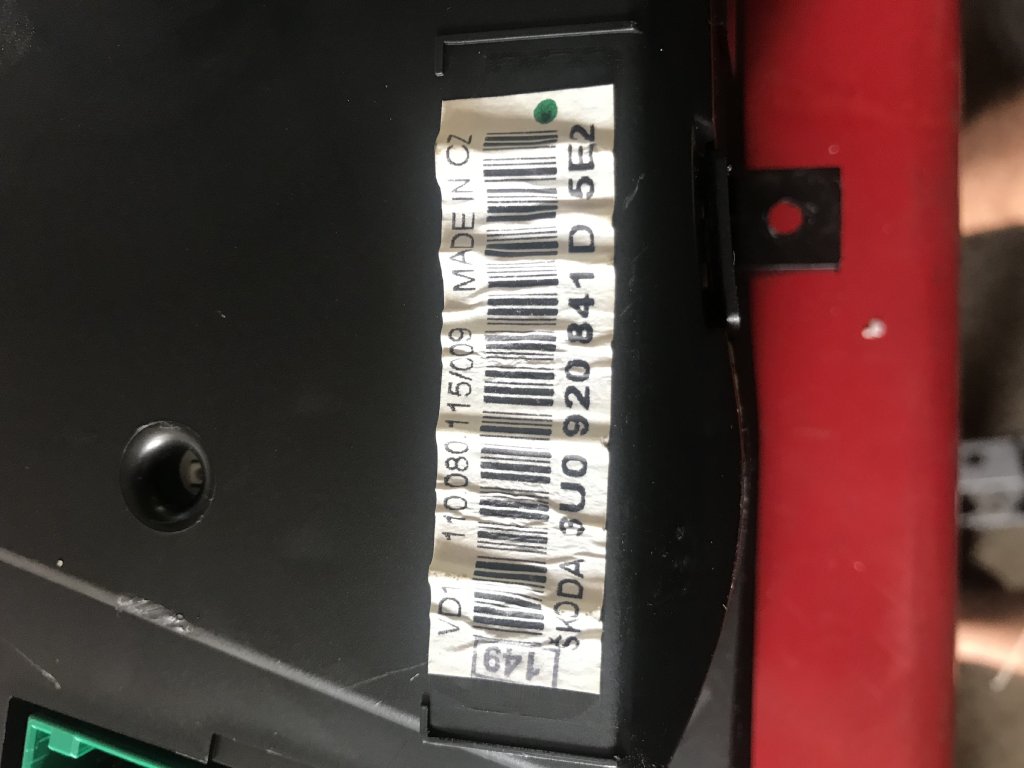 VD1 110 080 115/009 MADE IN CZ
149
ŠKODA 3U0 920 841 D 5E2